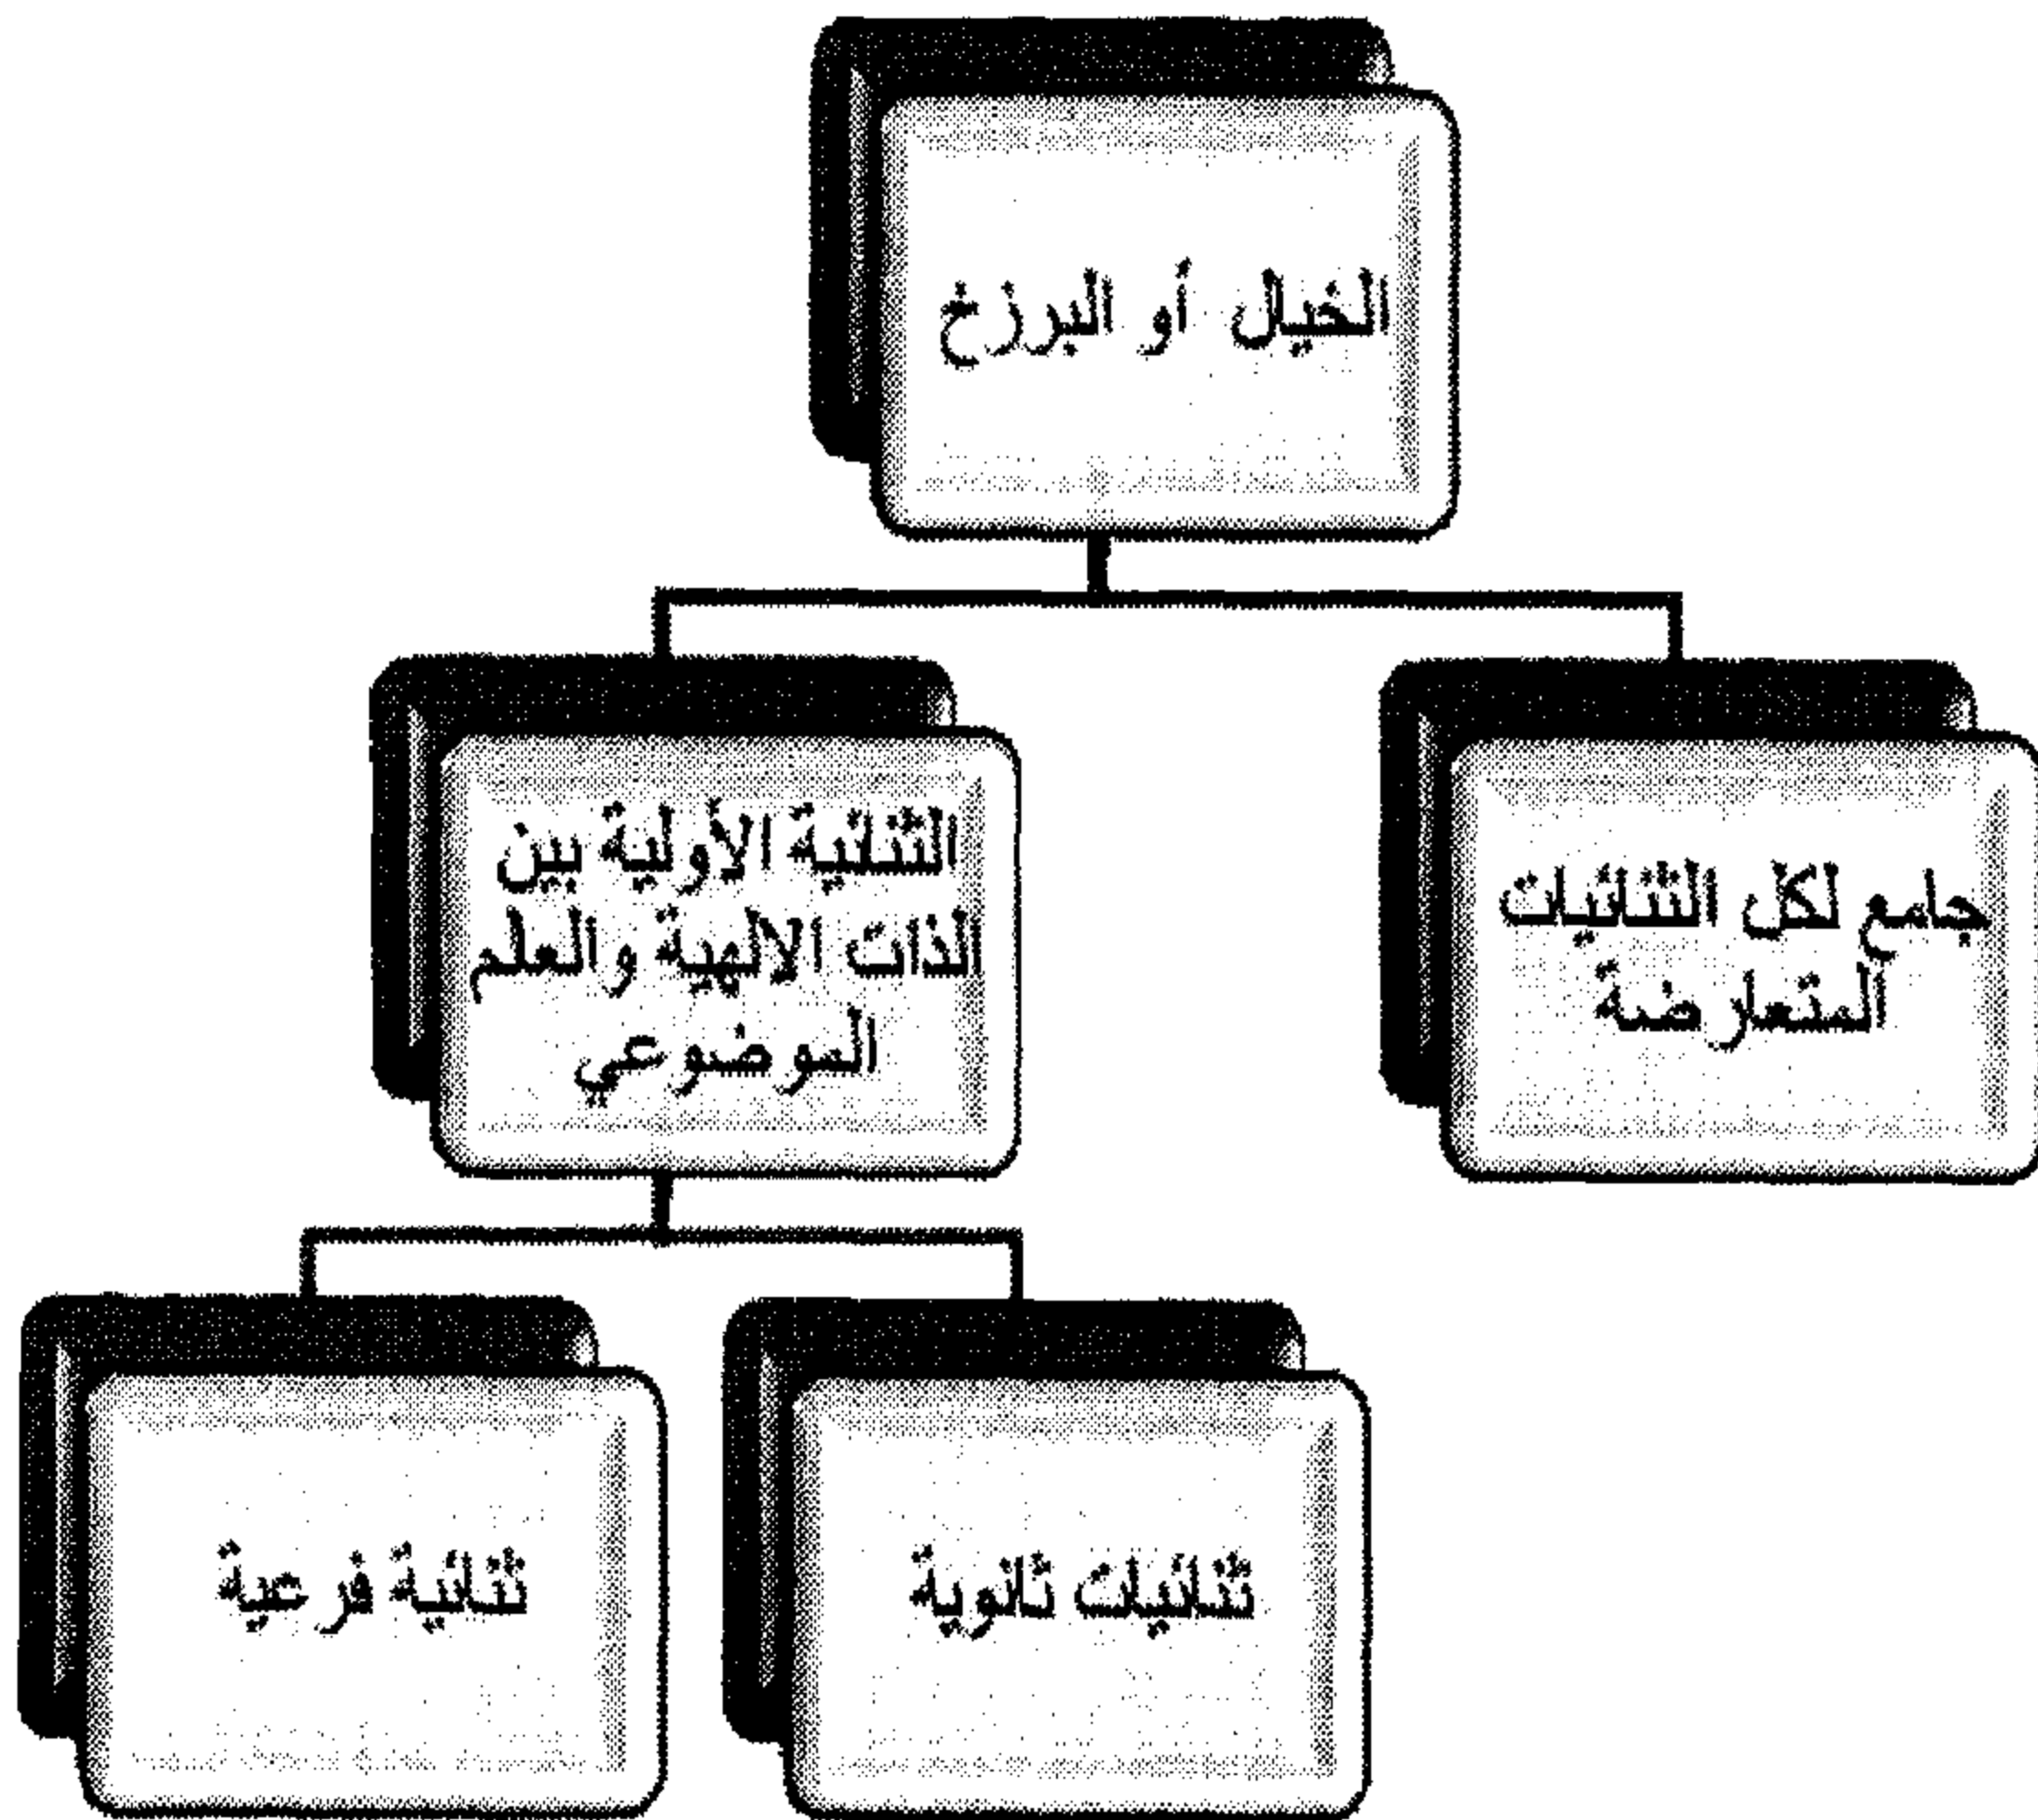 الخيال أو البرزخ
جامع لكل الثنائيات
المتعارضة
الثنائية الأولية بين
الذات الالهية والعلم
الموضوعي
ثنائيات ثانوية
ثنائية فرعية